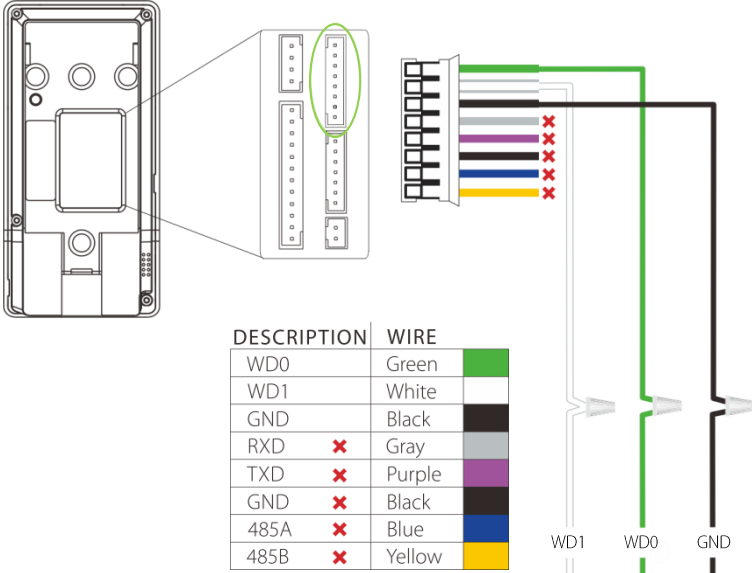 DESCRIPTION WIRE
WD0 Green
WD1 White
GND Black
RXD Gray
TXD Purple
GND Black
485A Blue
485B Yellow
WD1 WD0 GND